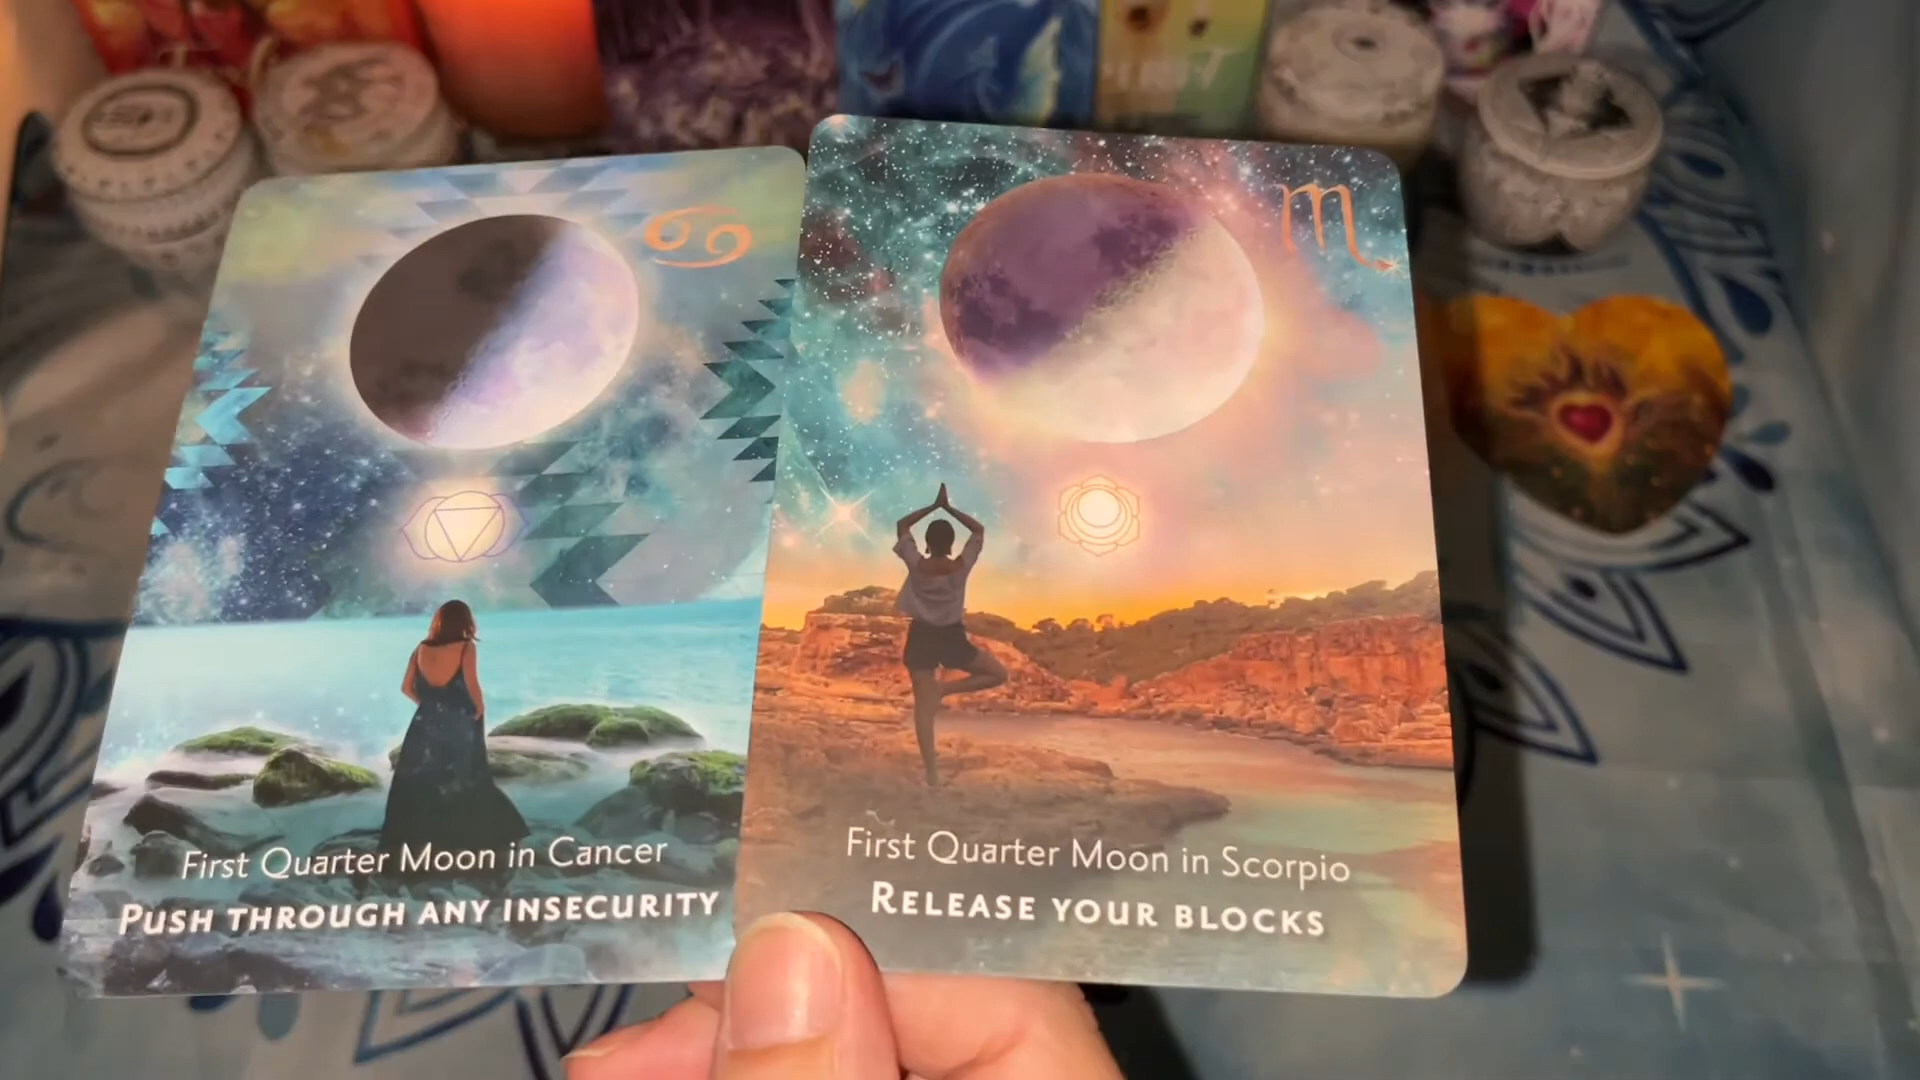 First Quarter Moon in Cancer
PUSH THROUGH ANY INSECURITY
First Quarter Moon in Scorpio
RELEASE YOUR BLOCKS